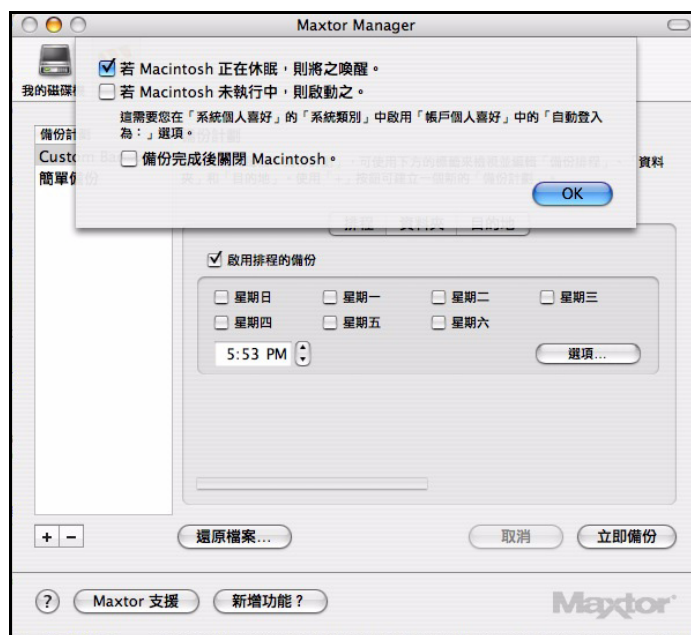 Maxtor Manager
若 Macintosh 正在休眠，則將之喚醒。
若 Macintosh 未執行中，則啟動之。
這需要您在「系統個人喜好」的「系統類別」中啟用「帳戶個人喜好」中的「自動登入
為：」選項。
備份完成後關閉 Macintosh。
OK
我的磁碟機
備份計劃
Custom Ba
簡單備份
資料
排程 資料夾 目的地
啟用排程的備份
星期日 星期一 星期二 星期三
星期四 星期五 星期六
5:53 PM 選項...
+ −
還原檔案... 取消 立即備份
? Maxtor 支援 新增功能？ Maxtor